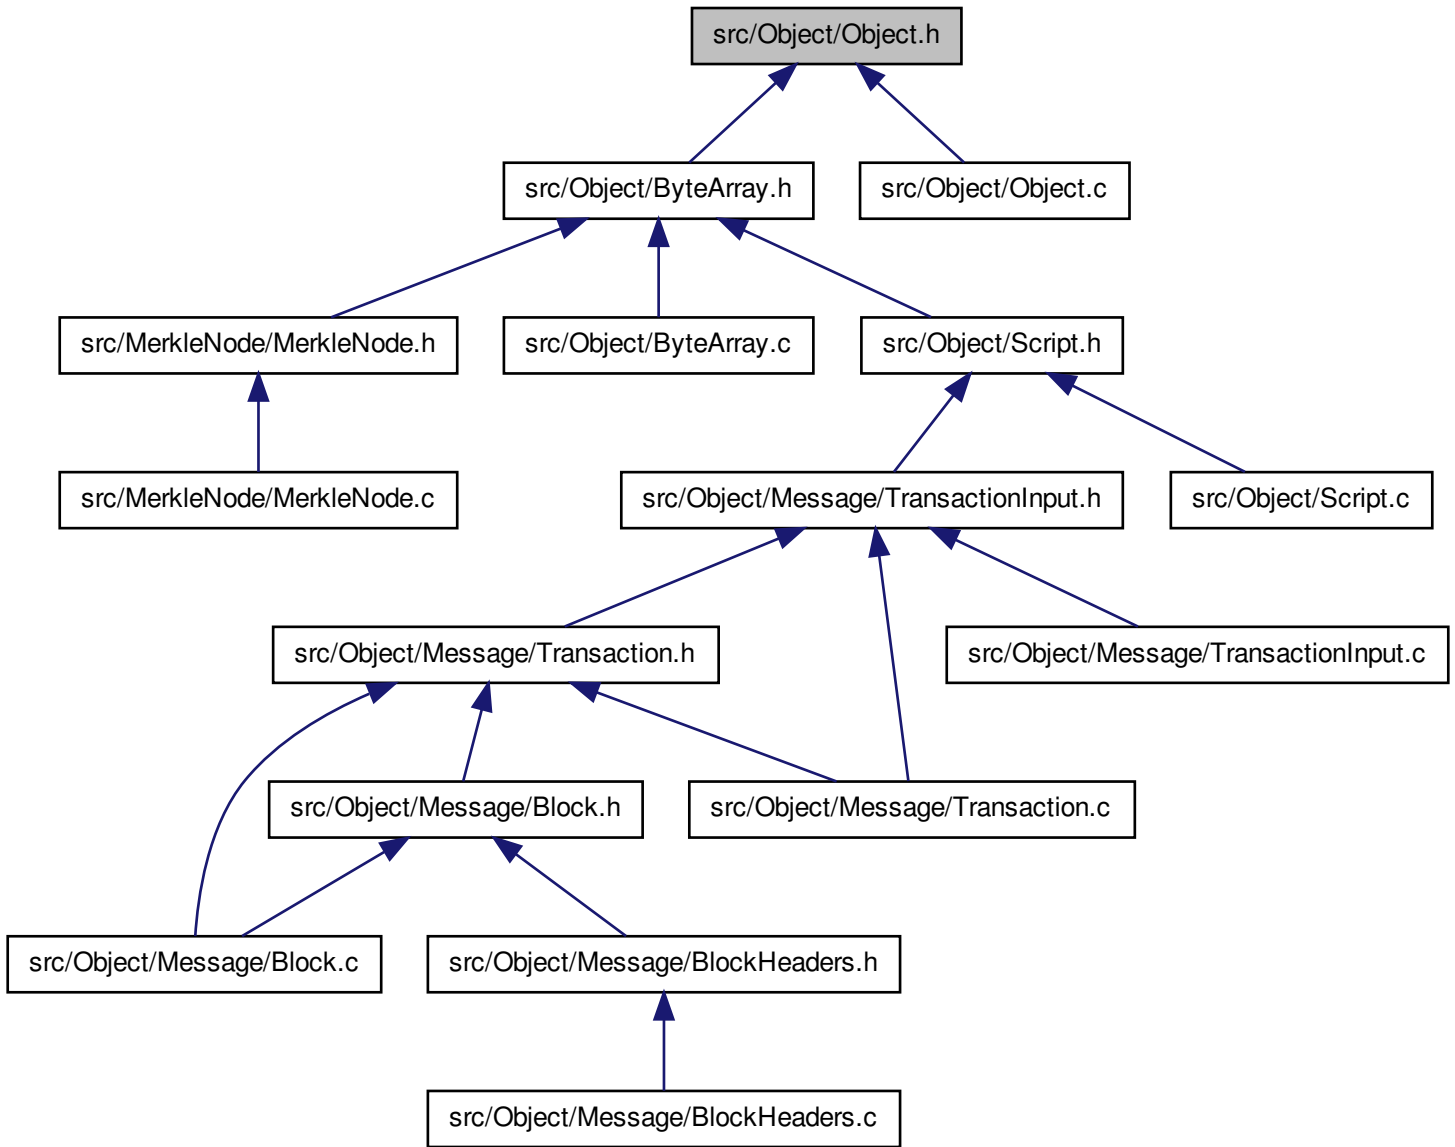 src/Object/Object.h
src/Object/ByteArray.h
src/Object/Object.c
src/MerkleNode/MerkleNode.h
src/Object/ByteArray.c
src/Object/Script.h
src/MerkleNode/MerkleNode.c
src/Object/Message/TransactionInput.h
src/Object/Script.c
src/Object/Message/Transaction.h
src/Object/Message/TransactionInput.c
src/Object/Message/Block.h
src/Object/Message/Transaction.c
src/Object/Message/Block.c
src/Object/Message/BlockHeaders.h
src/Object/Message/BlockHeaders.c